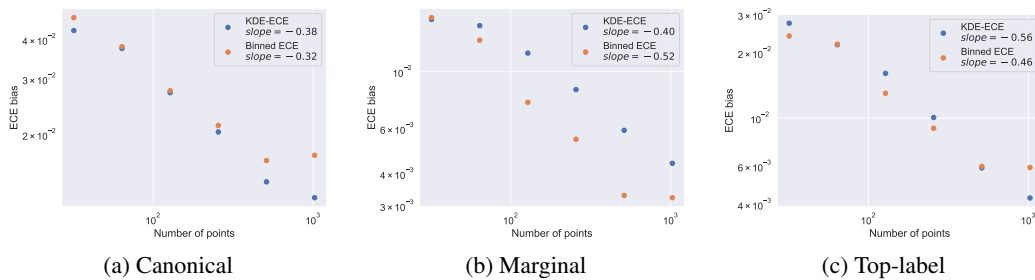 KDE-ECE
slope = −0.38
Binned ECE
slope = −0.32
4 × 10⁻²
3 × 10⁻²
2 × 10⁻²
ECE bias
10²
10³
Number of points
(a) Canonical
KDE-ECE
slope = −0.40
Binned ECE
slope = −0.52
10⁻²
6 × 10⁻³
4 × 10⁻³
3 × 10⁻³
ECE bias
10²
10³
Number of points
(b) Marginal
KDE-ECE
slope = −0.56
Binned ECE
slope = −0.46
3 × 10⁻²
2 × 10⁻²
10⁻²
6 × 10⁻³
4 × 10⁻³
ECE bias
10²
10³
Number of points
(c) Top-label